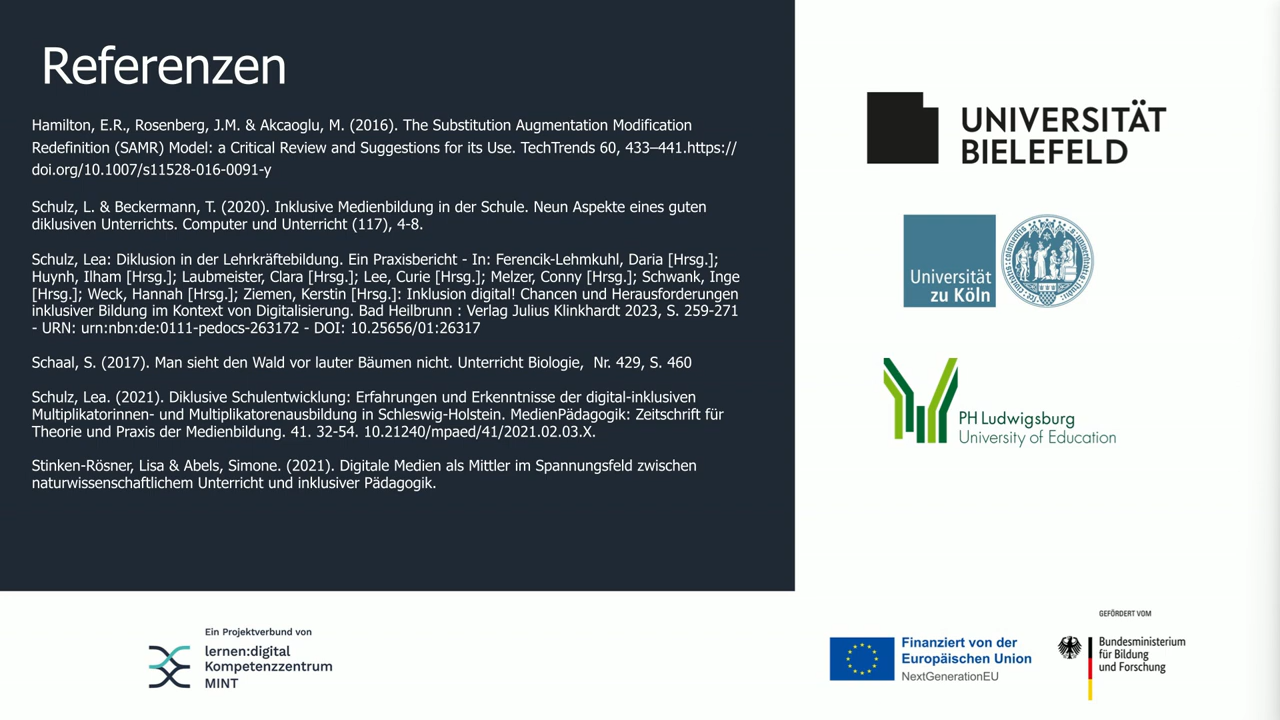 Referenzen
Hamilton, E.R., Rosenberg, J.M. & Akcaoglu, M. (2016). The Substitution Augmentation Modification
Redefinition (SAMR) Model: a Critical Review and Suggestions for its Use. TechTrends 60, 433–441.https://
doi.org/10.1007/s11528-016-0091-y
Schulz, L. & Beckermann, T. (2020). Inklusive Medienbildung in der Schule. Neun Aspekte eines guten
diklusiven Unterrichts. Computer und Unterricht (117), 4-8.
Schulz, Lea: Diklusion in der Lehrkräftebildung. Ein Praxisbericht - In: Ferencik-Lehmkuhl, Daria [Hrsg.];
Huynh, Ilham [Hrsg.]; Laubmeister, Clara [Hrsg.]; Lee, Curie [Hrsg.]; Melzer, Conny [Hrsg.]; Schwank, Inge
[Hrsg.]; Weck, Hannah [Hrsg.]; Ziemen, Kerstin [Hrsg.]: Inklusion digital! Chancen und Herausforderungen
inklusiver Bildung im Kontext von Digitalisierung. Bad Heilbrunn : Verlag Julius Klinkhardt 2023, S. 259-271
- URN: urn:nbn:de:0111-pedocs-263172 - DOI: 10.25656/01:26317
Schaal, S. (2017). Man sieht den Wald vor lauter Bäumen nicht. Unterricht Biologie,  Nr. 429, S. 460
Schulz, Lea. (2021). Diklusive Schulentwicklung: Erfahrungen und Erkenntnisse der digital-inklusiven
Multiplikatorinnen- und Multiplikatorenausbildung in Schleswig-Holstein. MedienPädagogik: Zeitschrift für
Theorie und Praxis der Medienbildung. 41. 32-54. 10.21240/mpaed/41/2021.02.03.X.
Stinken-Rösner, Lisa & Abels, Simone. (2021). Digitale Medien als Mittler im Spannungsfeld zwischen
naturwissenschaftlichem Unterricht und inklusiver Pädagogik.
UNIVERSITÄT
BIELEFELD
Universität
zu Köln
PH Ludwigsburg
University of Education
Ein Projektverbund von
lernen:digital
Kompetenzzentrum
MINT
Finanziert von der
Europäischen Union
NextGenerationEU
GEFÖRDERT VOM
Bundesministerium
für Bildung
und Forschung